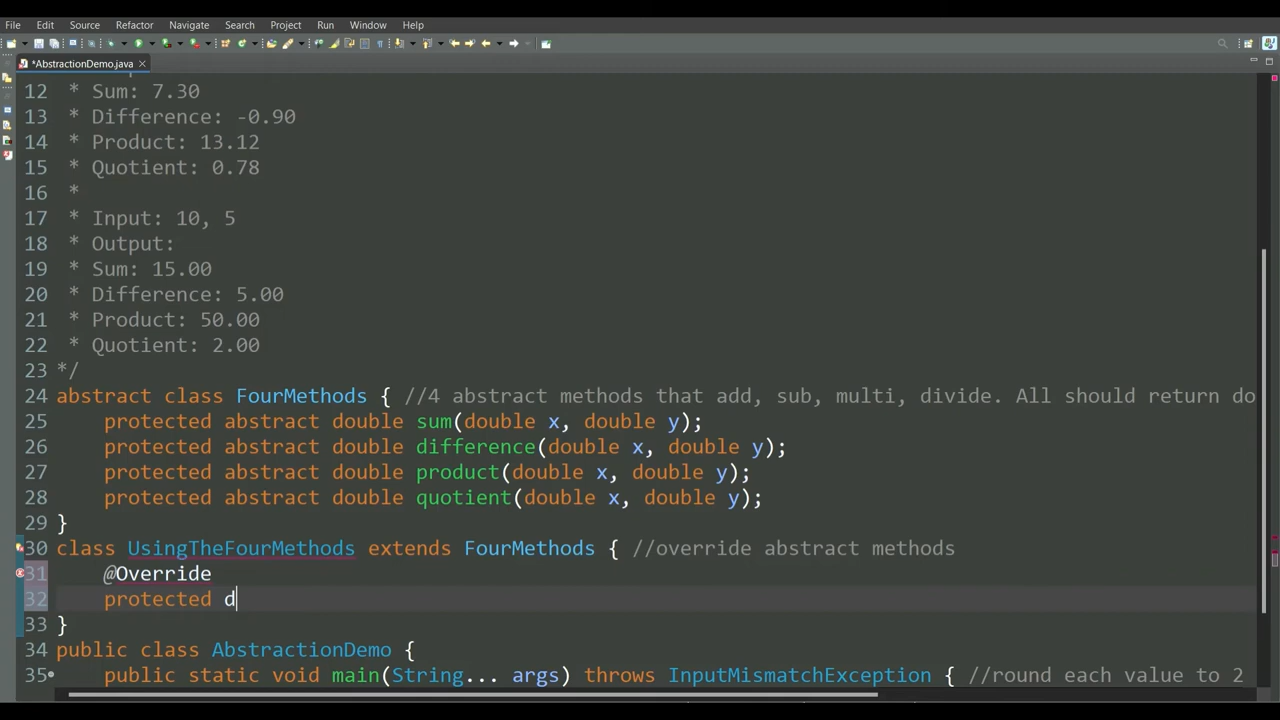 File Edit Source Refactor Navigate Search Project Run Window Help
*AbstractionDemo.java
12 * Sum: 7.30
13 * Difference: -0.90
14 * Product: 13.12
15 * Quotient: 0.78
16 *
17 * Input: 10, 5
18 * Output:
19 * Sum: 15.00
20 * Difference: 5.00
21 * Product: 50.00
22 * Quotient: 2.00
23 */
24 abstract class FourMethods { //4 abstract methods that add, sub, multi, divide. All should return do
25 protected abstract double sum(double x, double y);
26 protected abstract double difference(double x, double y);
27 protected abstract double product(double x, double y);
28 protected abstract double quotient(double x, double y);
29 }
30 class UsingTheFourMethods extends FourMethods { //override abstract methods
31 @Override
32 protected d
33 }
34 public class AbstractionDemo {
35 public static void main(String... args) throws InputMismatchException { //round each value to 2